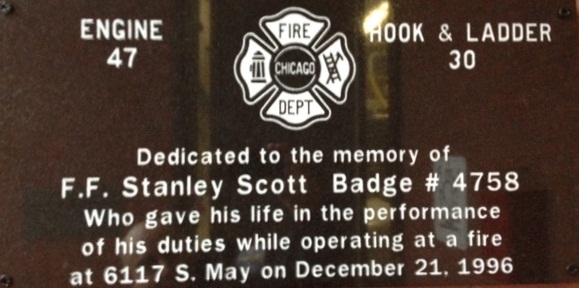 ENGINE
47
FIRE
CHICAGO
DEPT
HOOK & LADDER
30
Dedicated to the memory of
F.F. Stanley Scott Badge # 4758
Who gave his life in the performance
of his duties while operating at a fire
at 6117 S. May on December 21, 1996